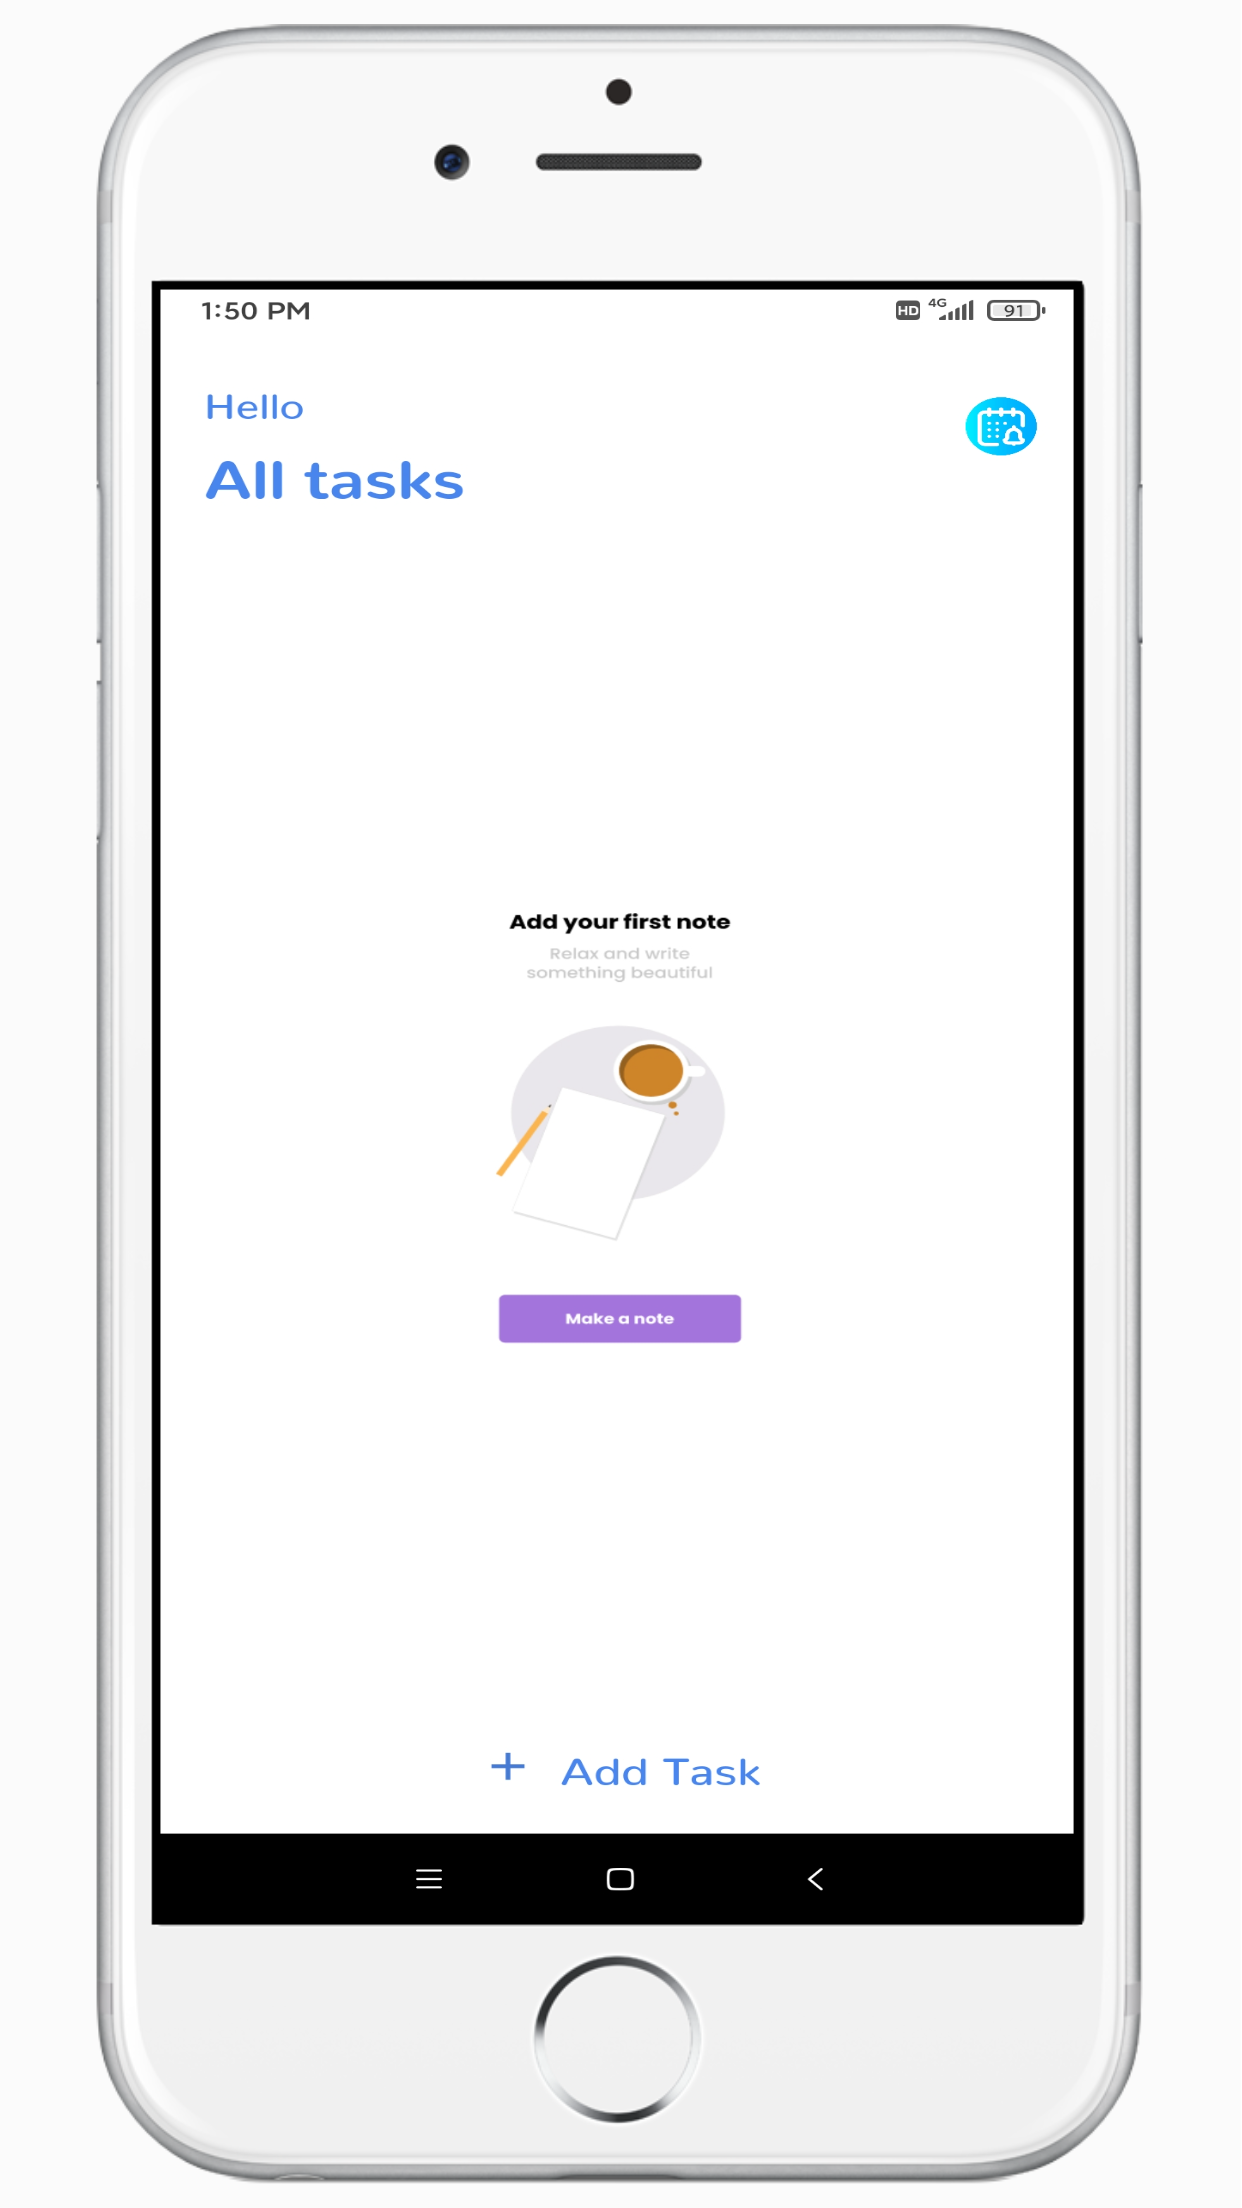 1:50 PM
HD 4G 91
Hello
All tasks
Add your first note
Relax and write
something beautiful
Make a note
+ Add Task